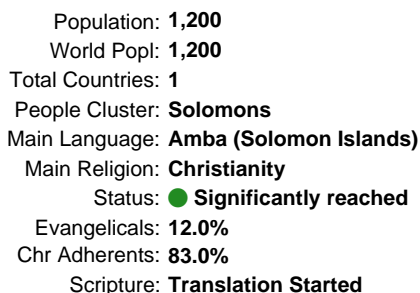 Population: 1,200
World Popl: 1,200
Total Countries: 1
People Cluster: Solomons
Main Language: Amba (Solomon Islands)
Main Religion: Christianity
Status: Significantly reached
Evangelicals: 12.0%
Chr Adherents: 83.0%
Scripture: Translation Started